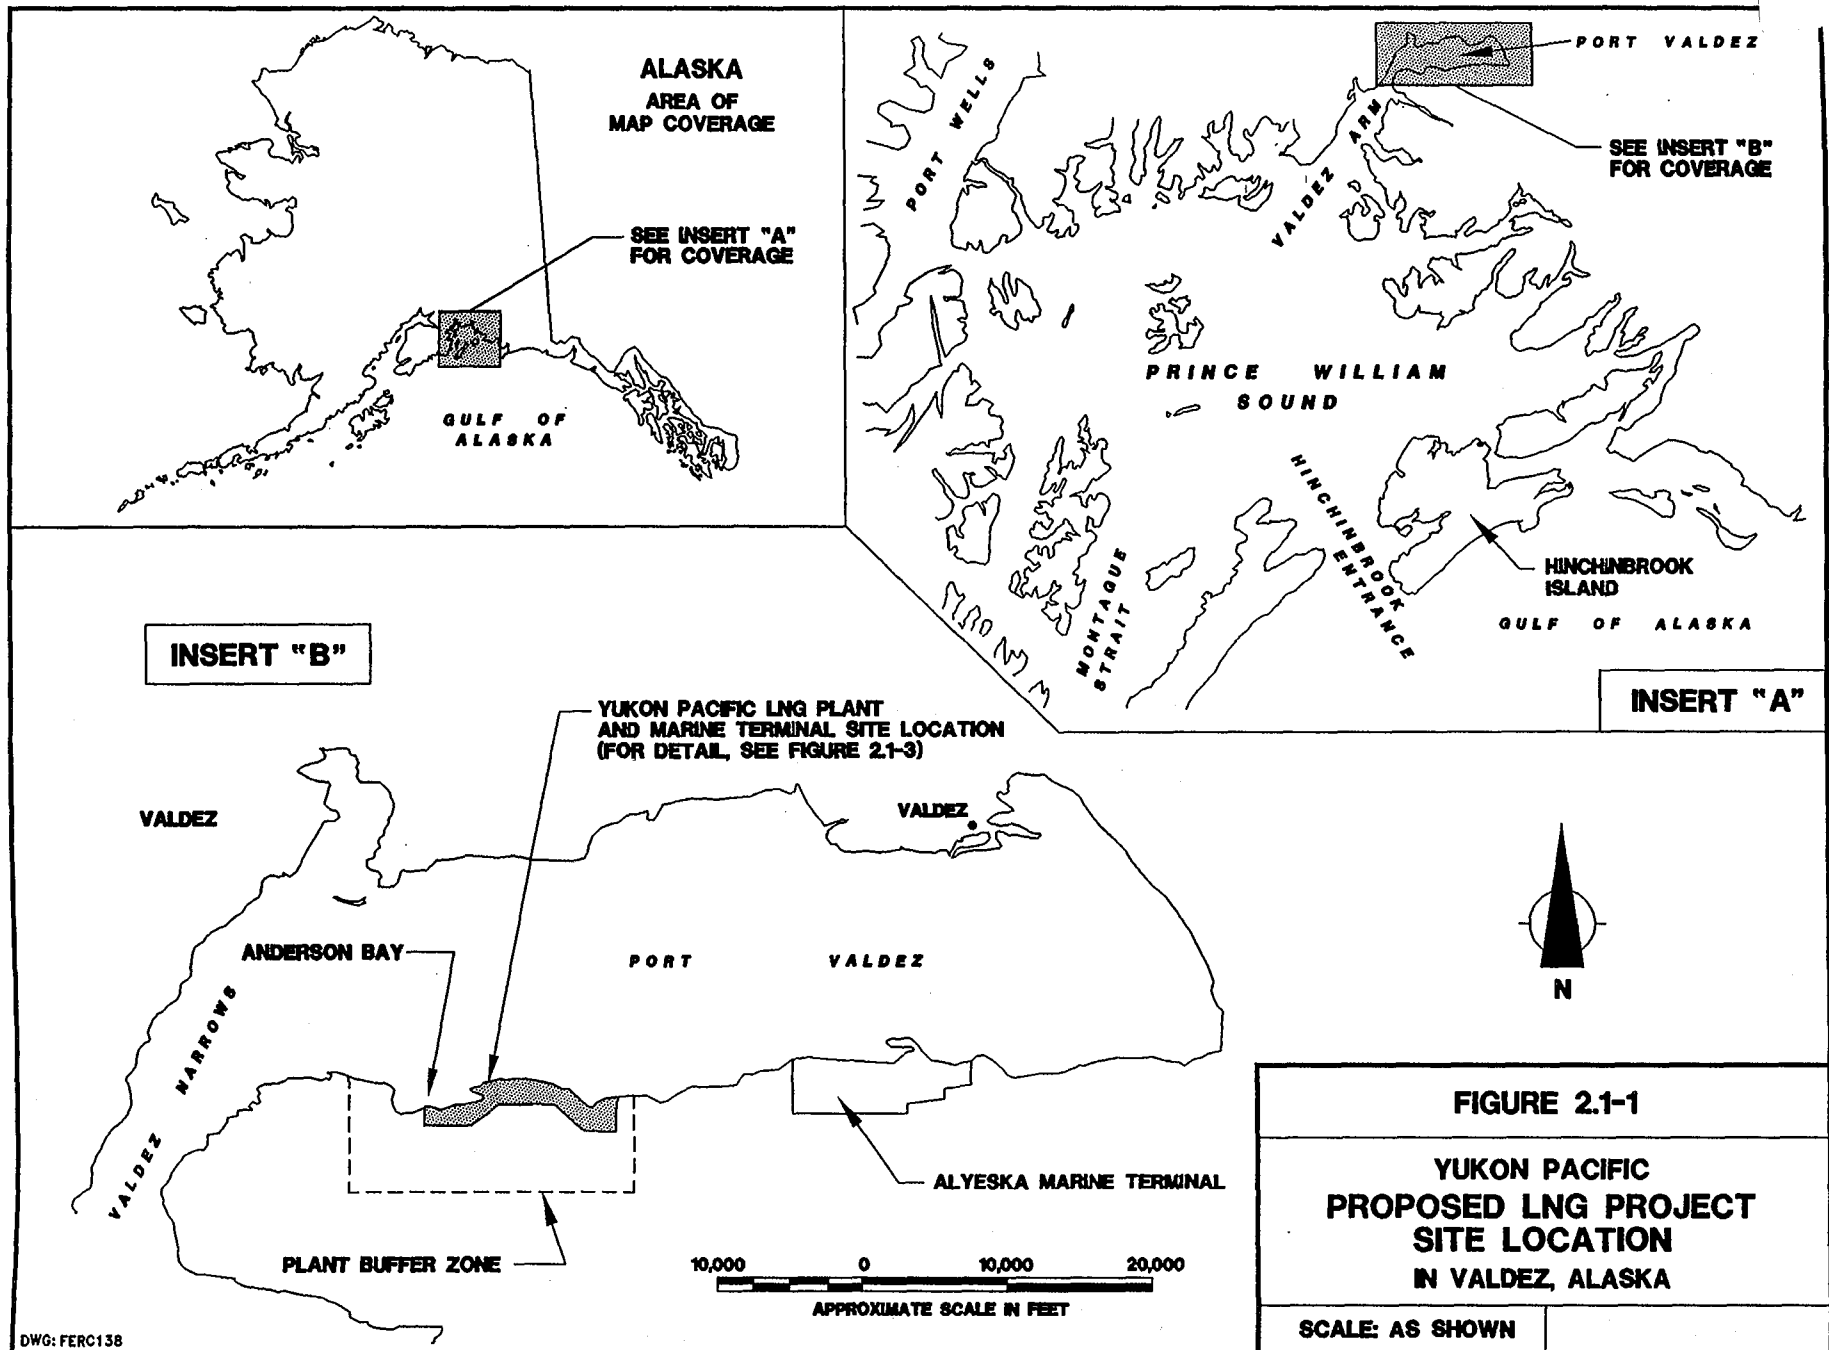 ALASKA
AREA OF
MAP COVERAGE
SEE INSERT "A"
FOR COVERAGE
GULF OF
ALASKA
PORT WELLS
PORT VALDEZ
VALDEZ ARM
SEE INSERT "B"
FOR COVERAGE
PRINCE WILLIAM
SOUND
HINCHINBROOK
ENTRANCE
HINCHINBROOK
ISLAND
MONTAGUE
STRAIT
GULF OF ALASKA
INSERT "A"
INSERT "B"
YUKON PACIFIC LNG PLANT
AND MARINE TERMINAL SITE LOCATION
(FOR DETAIL, SEE FIGURE 2.1-3)
VALDEZ
VALDEZ
ANDERSON BAY
PORT VALDEZ
VALDEZ NARROWS
N
ALYESKA MARINE TERMINAL
PLANT BUFFER ZONE
10,000 0 10,000 20,000
APPROXIMATE SCALE IN FEET
FIGURE 2.1-1
YUKON PACIFIC
PROPOSED LNG PROJECT
SITE LOCATION
IN VALDEZ, ALASKA
SCALE: AS SHOWN
DWG: FERC138